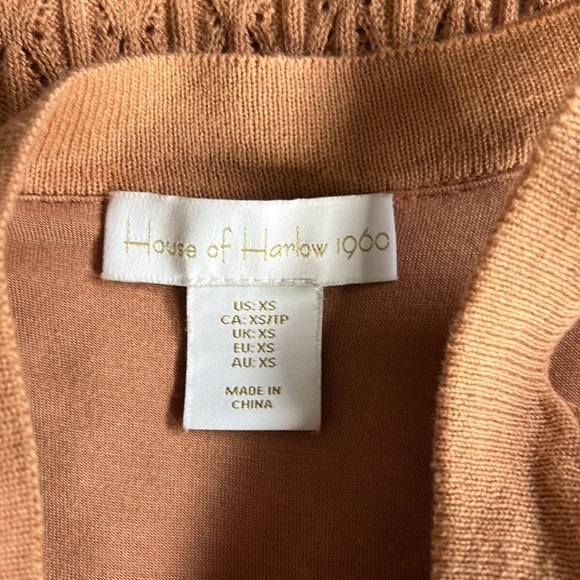 House of Harlow 1960
US: XS
CA: XS/TP
UK: XS
EU: XS
AU: XS
MADE IN
CHINA